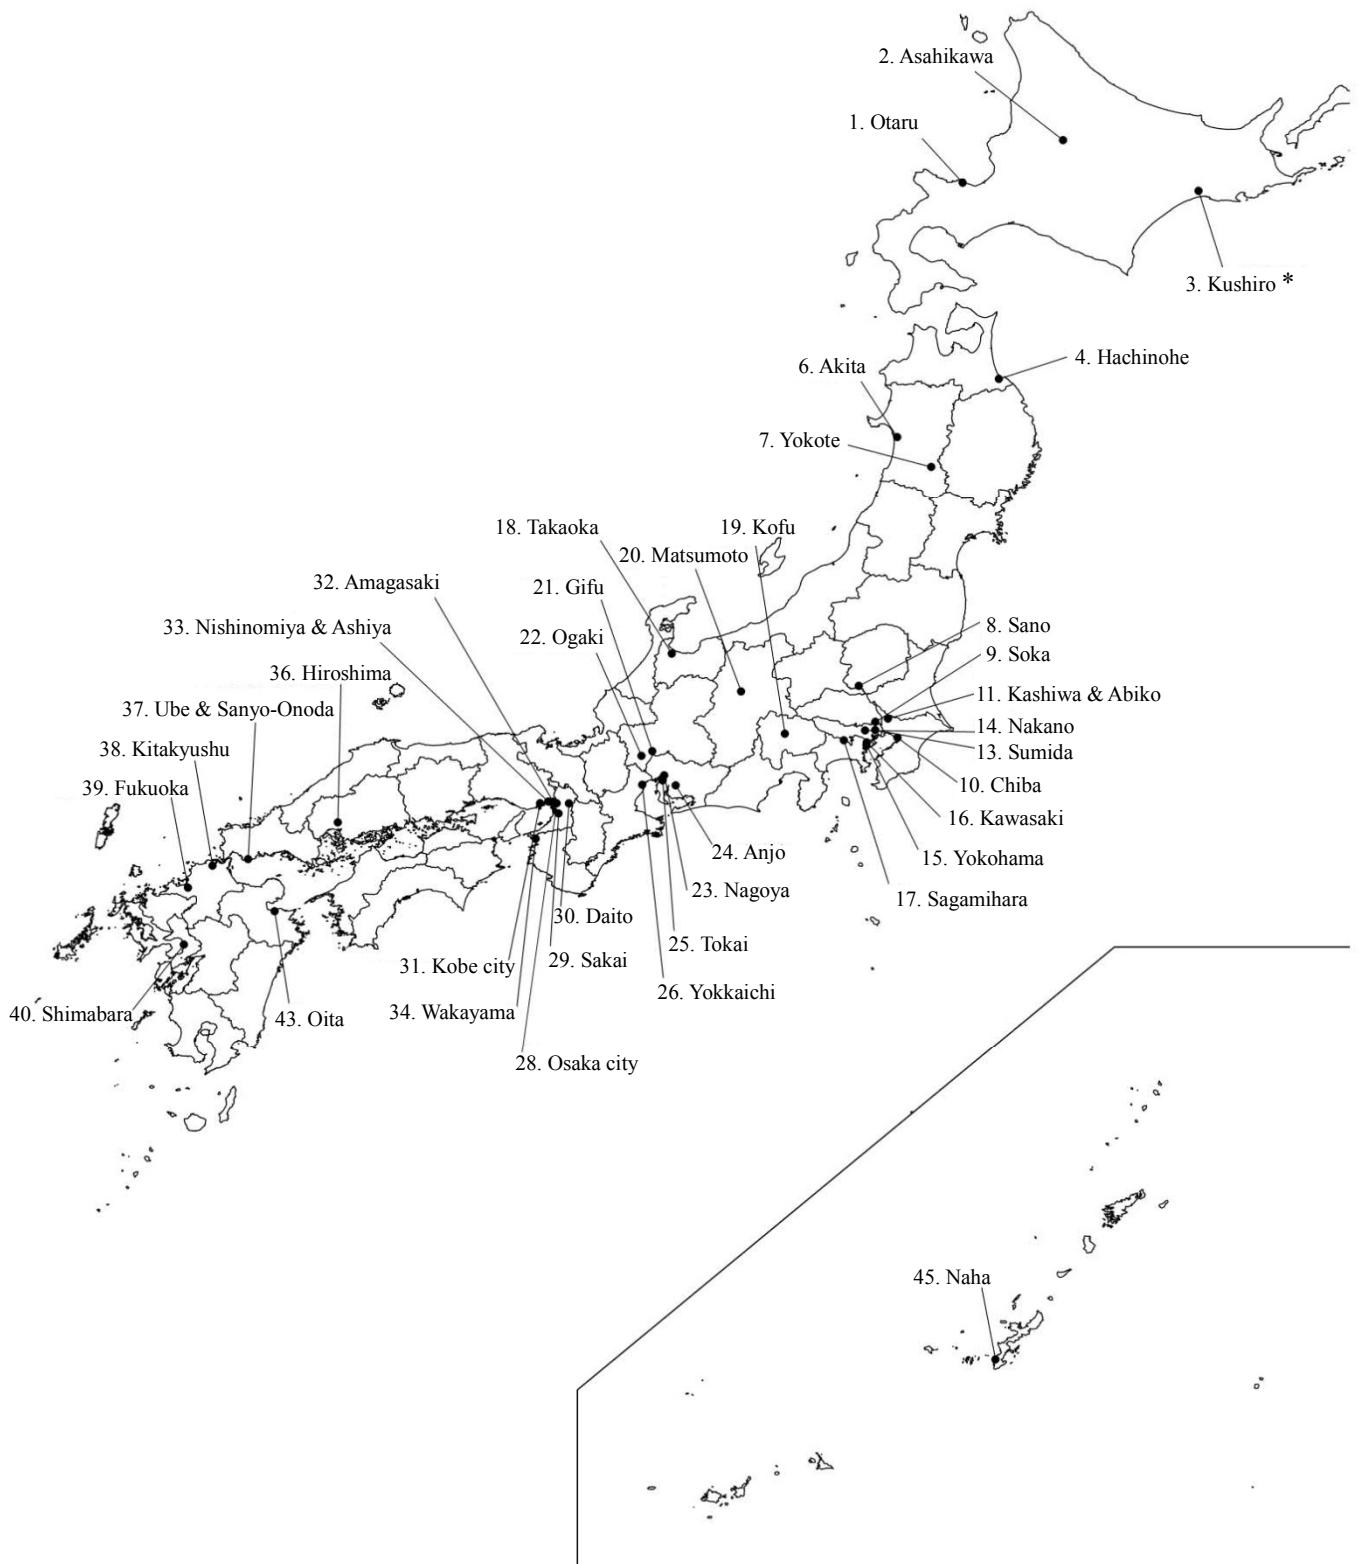 2. Asahikawa
1. Otaru
3. Kushiro *
4. Hachinohe
6. Akita
7. Yokote
18. Takaoka
19. Kofu
20. Matsumoto
32. Amagasaki
21. Gifu
33. Nishinomiya & Ashiya
22. Ogaki
8. Sano
9. Soka
36. Hiroshima
11. Kashiwa & Abiko
37. Ube & Sanyo-Onoda
14. Nakano
38. Kitakyushu
13. Sumida
39. Fukuoka
10. Chiba
16. Kawasaki
24. Anjo
15. Yokohama
23. Nagoya
17. Sagamihara
30. Daito
25. Tokai
29. Sakai
31. Kobe city
26. Yokkaichi
34. Wakayama
40. Shimabara
43. Oita
28. Osaka city
45. Naha